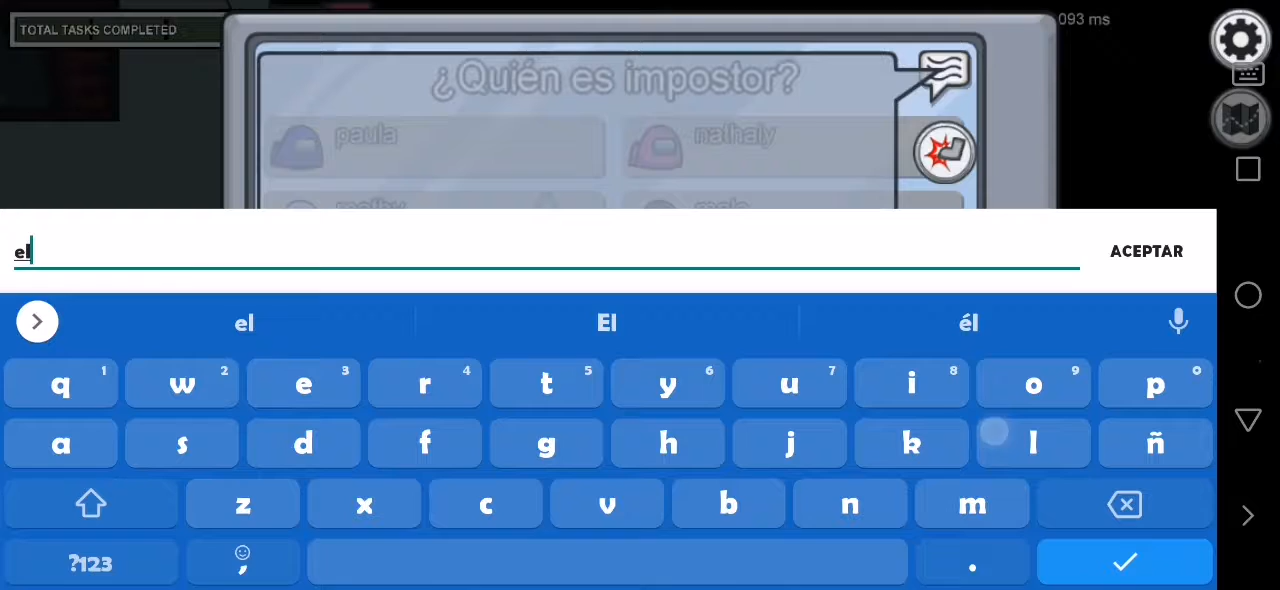 TOTAL TASKS COMPLETED
093 ms
¿Quién es impostor?
paula
nathaly
mathy
el
ACEPTAR
el El él
q 1 w 2 e 3 r 4 t 5 y 6 u 7 i 8 o 9 p 0
a s d f g h j k l ñ
z x c v b n m
?123 , .